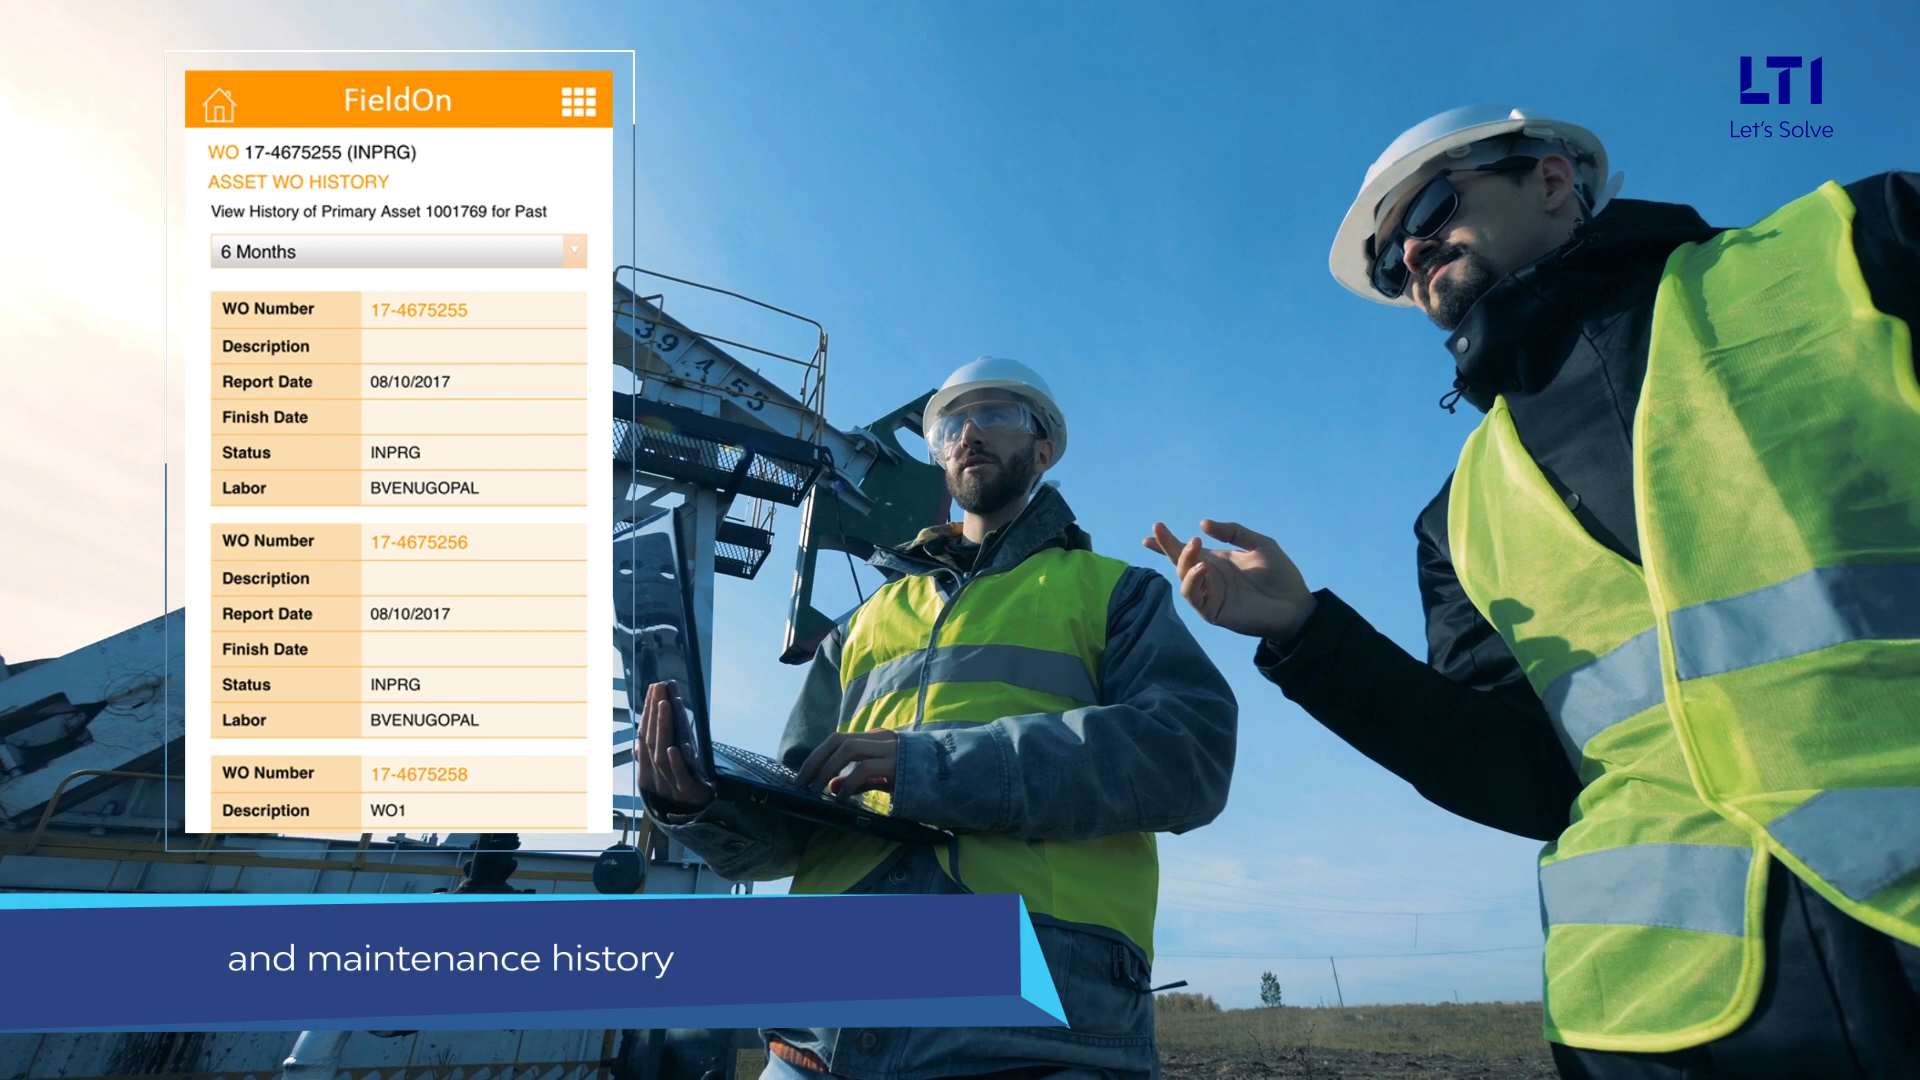 FieldOn
WO 17-4675255 (INPRG)
ASSET WO HISTORY
View History of Primary Asset 1001769 for Past
6 Months
WO Number 17-4675255
Description
Report Date 08/10/2017
Finish Date
Status INPRG
Labor BVENUGOPAL
WO Number 17-4675256
Description
Report Date 08/10/2017
Finish Date
Status INPRG
Labor BVENUGOPAL
WO Number 17-4675258
Description WO1
LTI
Let's Solve
39.4.55
and maintenance history